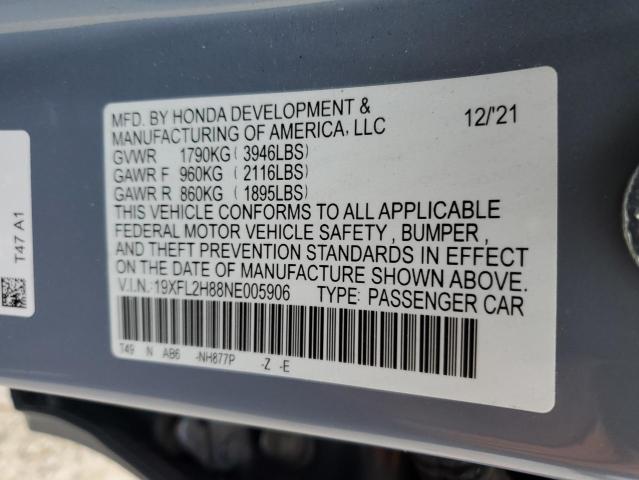 MFD. BY HONDA DEVELOPMENT & 12/'21
MANUFACTURING OF AMERICA, LLC
GVWR 1790KG ( 3946LBS)
GAWR F 960KG ( 2116LBS)
GAWR R 860KG ( 1895LBS)
THIS VEHICLE CONFORMS TO ALL APPLICABLE
FEDERAL MOTOR VEHICLE SAFETY , BUMPER ,
AND THEFT PREVENTION STANDARDS IN EFFECT
ON THE DATE OF MANUFACTURE SHOWN ABOVE.
V.I.N.: 19XFL2H88NE005906 TYPE: PASSENGER CAR
T49 N AB6 -NH877P -Z -E
T47 A1